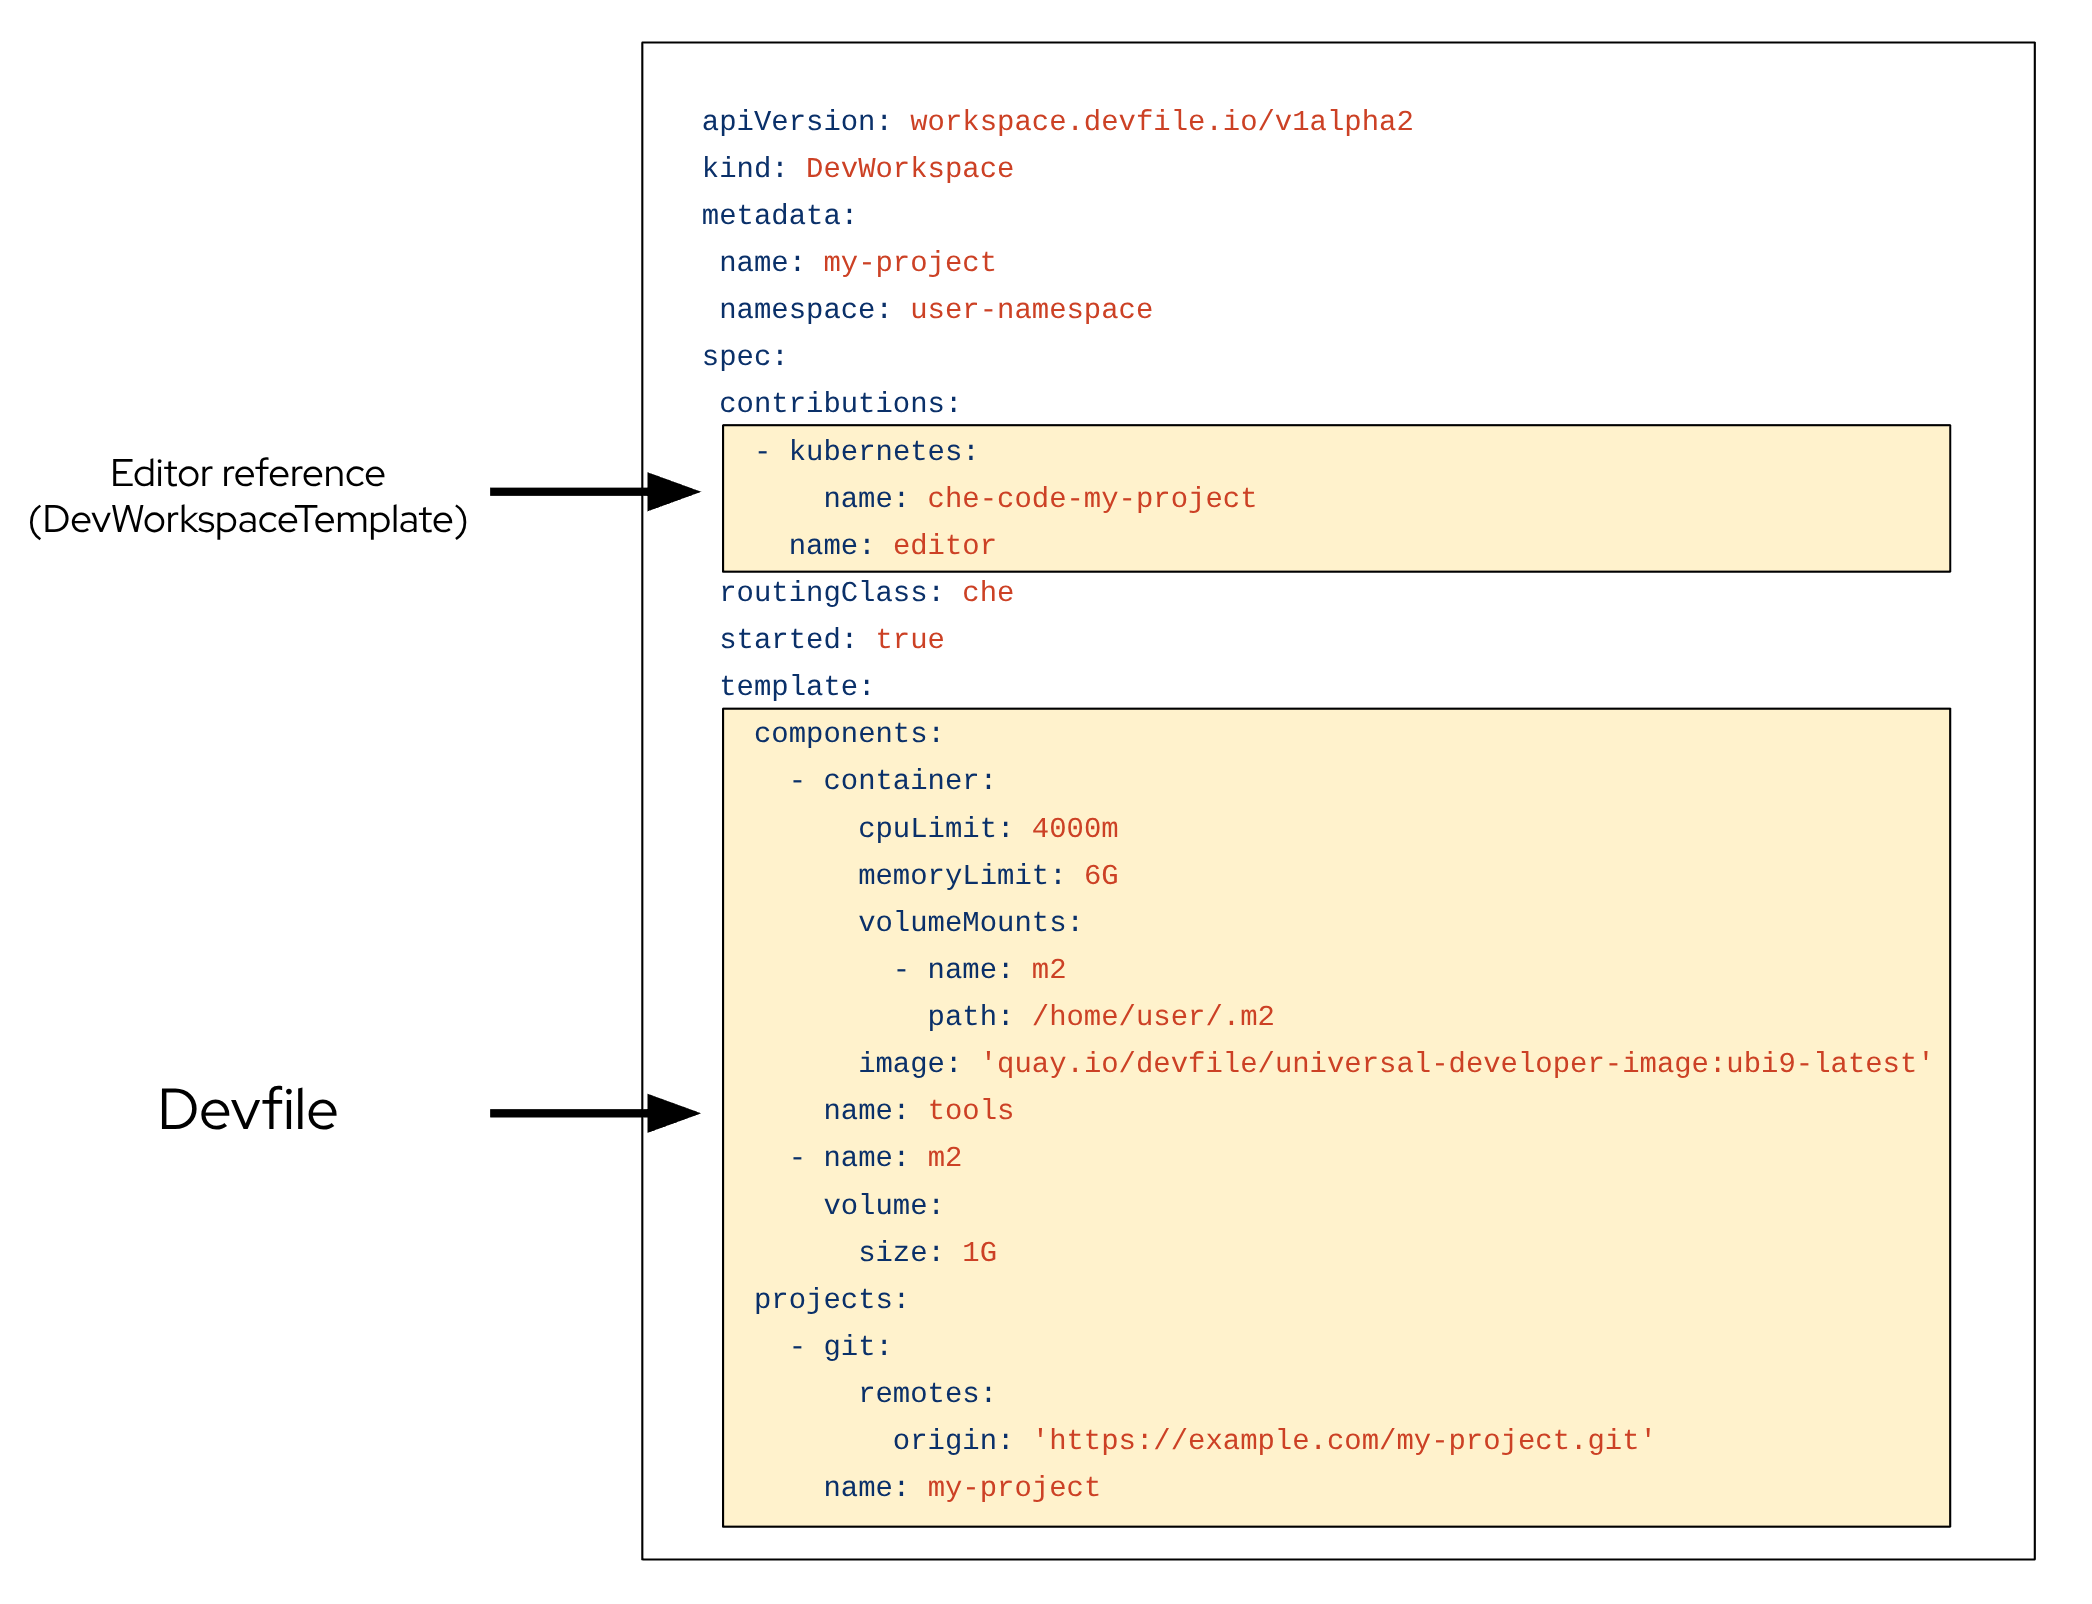 apiVersion: workspace.devfile.io/v1alpha2
kind: DevWorkspace
metadata:
 name: my-project
 namespace: user-namespace
spec:
 contributions:
Editor reference
(DevWorkspaceTemplate)
   - kubernetes:
       name: che-code-my-project
     name: editor
 routingClass: che
 started: true
 template:
Devfile
   components:
     - container:
         cpuLimit: 4000m
         memoryLimit: 6G
         volumeMounts:
           - name: m2
             path: /home/user/.m2
         image: 'quay.io/devfile/universal-developer-image:ubi9-latest'
       name: tools
     - name: m2
       volume:
         size: 1G
   projects:
     - git:
         remotes:
           origin: 'https://example.com/my-project.git'
       name: my-project